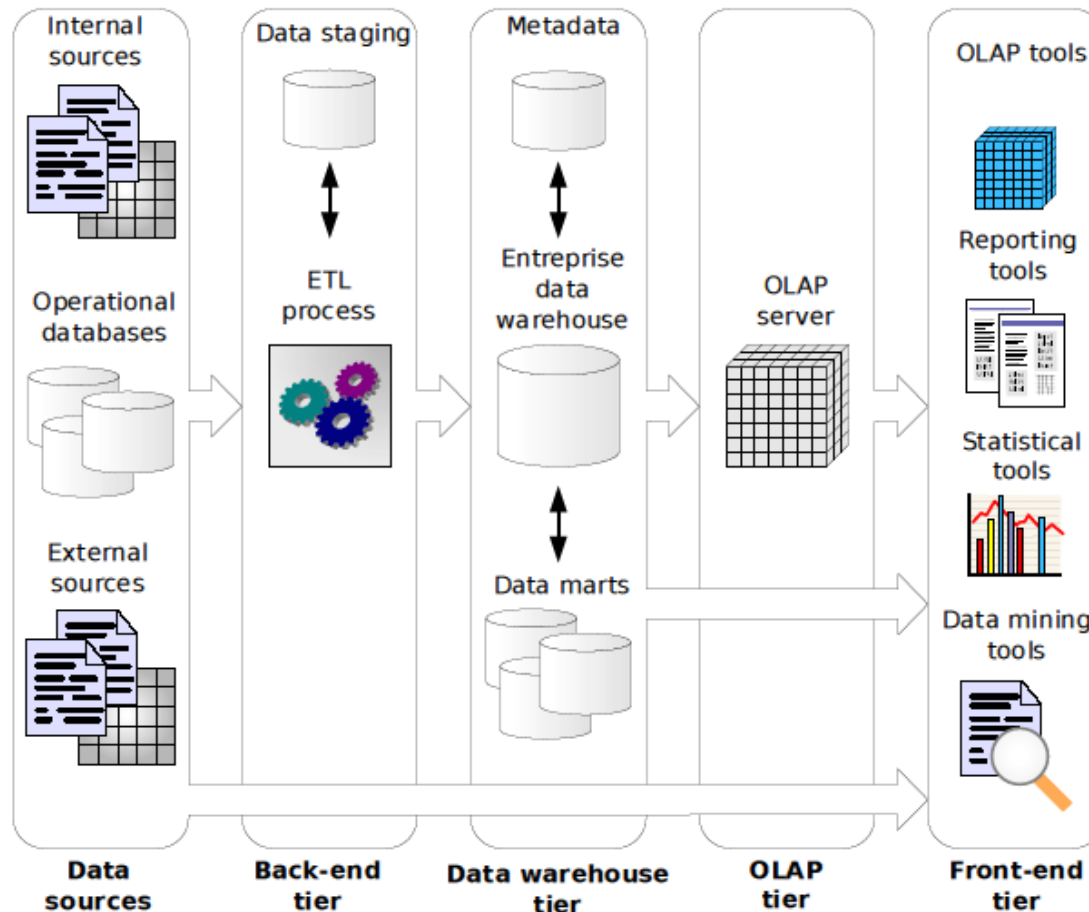 Internal
sources
Operational
databases
External
sources
Data
sources
Data staging
ETL
process
Back-end
tier
Metadata
Entreprise
data
warehouse
Data marts
Data warehouse
tier
OLAP
server
OLAP
tier
OLAP tools
Reporting
tools
Statistical
tools
Data mining
tools
Front-end
tier